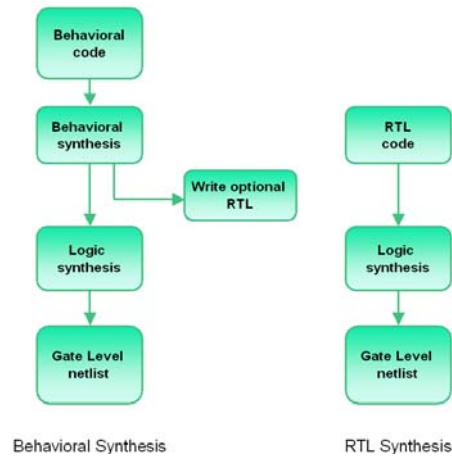 Behavioral
code
Behavioral
synthesis
Write optional
RTL
Logic
synthesis
Gate Level
netlist
Behavioral Synthesis
RTL
code
Logic
synthesis
Gate Level
netlist
RTL Synthesis